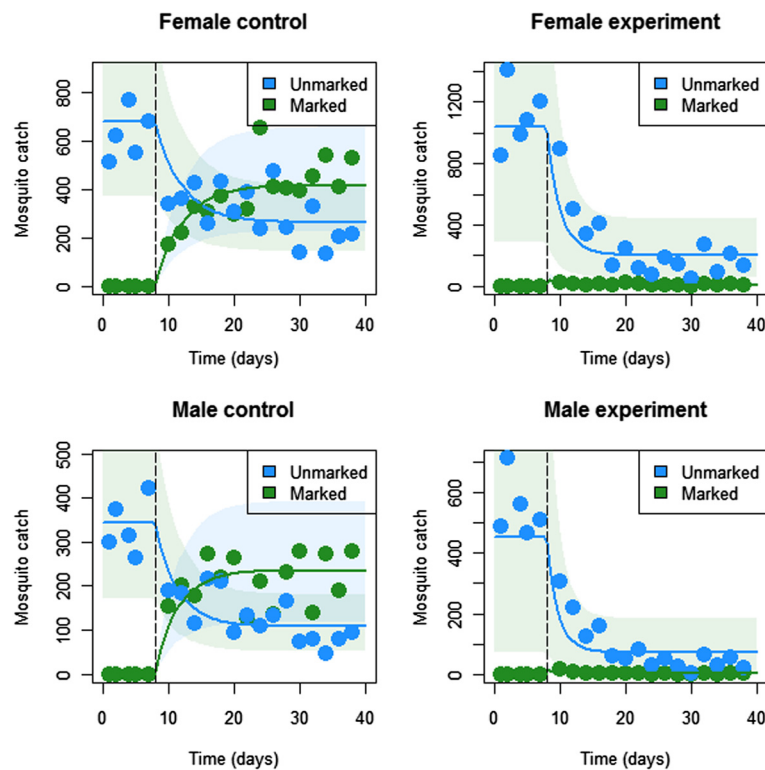 Female control
Mosquito catch
800
600
400
200
0
Unmarked
Marked
0 10 20 30 40
Time (days)
Female experiment
Mosquito catch
1200
800
400
0
Unmarked
Marked
0 10 20 30 40
Time (days)
Male control
Mosquito catch
500
400
300
200
100
0
Unmarked
Marked
0 10 20 30 40
Time (days)
Male experiment
Mosquito catch
600
400
200
0
Unmarked
Marked
0 10 20 30 40
Time (days)